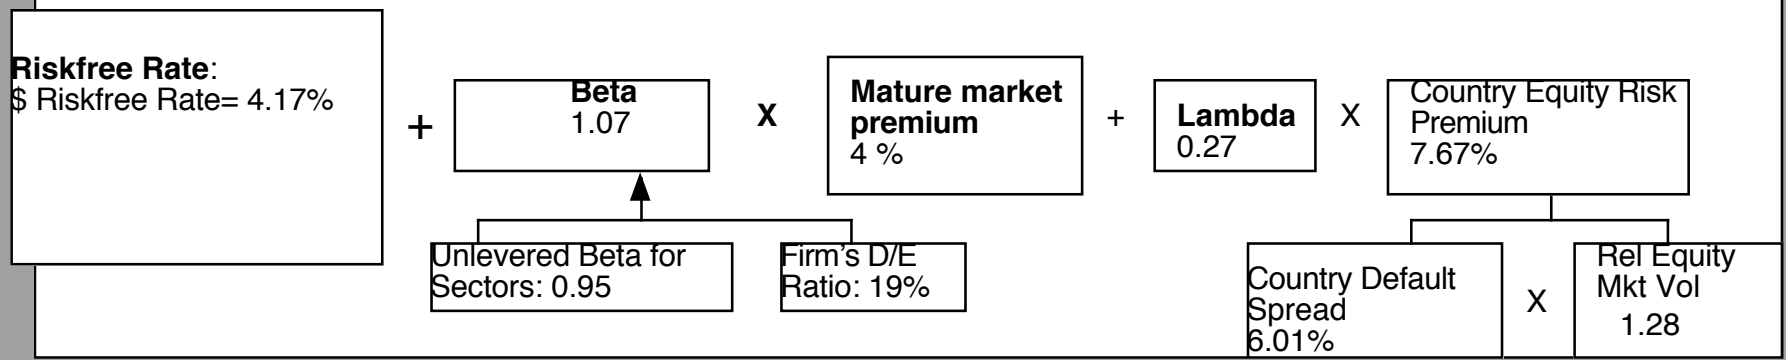 Riskfree Rate:
$ Riskfree Rate= 4.17%
+
Beta
1.07
X
Mature market
premium
4 %
+
Lambda
0.27
X
Country Equity Risk
Premium
7.67%
Unlevered Beta for
Sectors: 0.95
Firm’s D/E
Ratio: 19%
Country Default
Spread
6.01%
X
Rel Equity
Mkt Vol
1.28